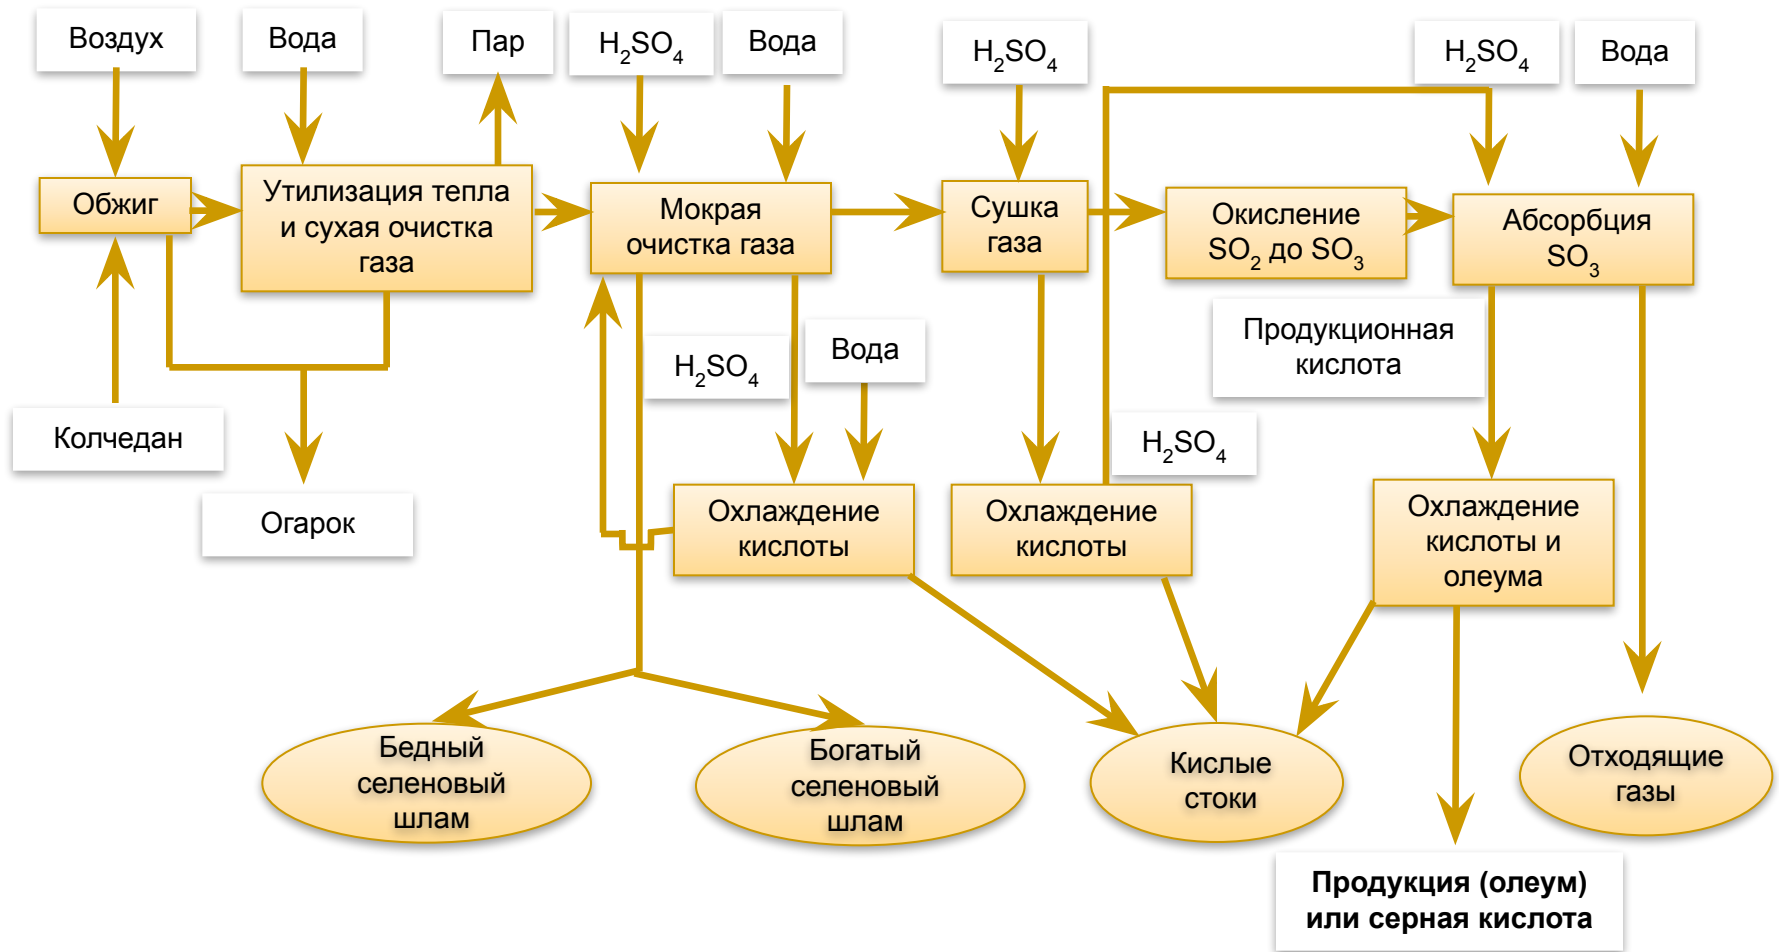 Воздух
Вода
Пар
H₂SO₄
Вода
H₂SO₄
H₂SO₄
Вода
Обжиг
Утилизация тепла
и сухая очистка
газа
Мокрая
очистка газа
Сушка
газа
Окисление
SO₂ до SO₃
Абсорбция
SO₃
H₂SO₄
Вода
Продукционная
кислота
Колчедан
H₂SO₄
Огарок
Охлаждение
кислоты
Охлаждение
кислоты
Охлаждение
кислоты и
олеума
Бедный
селеновый
шлам
Богатый
селеновый
шлам
Кислые
стоки
Отходящие
газы
Продукция (олеум)
или серная кислота